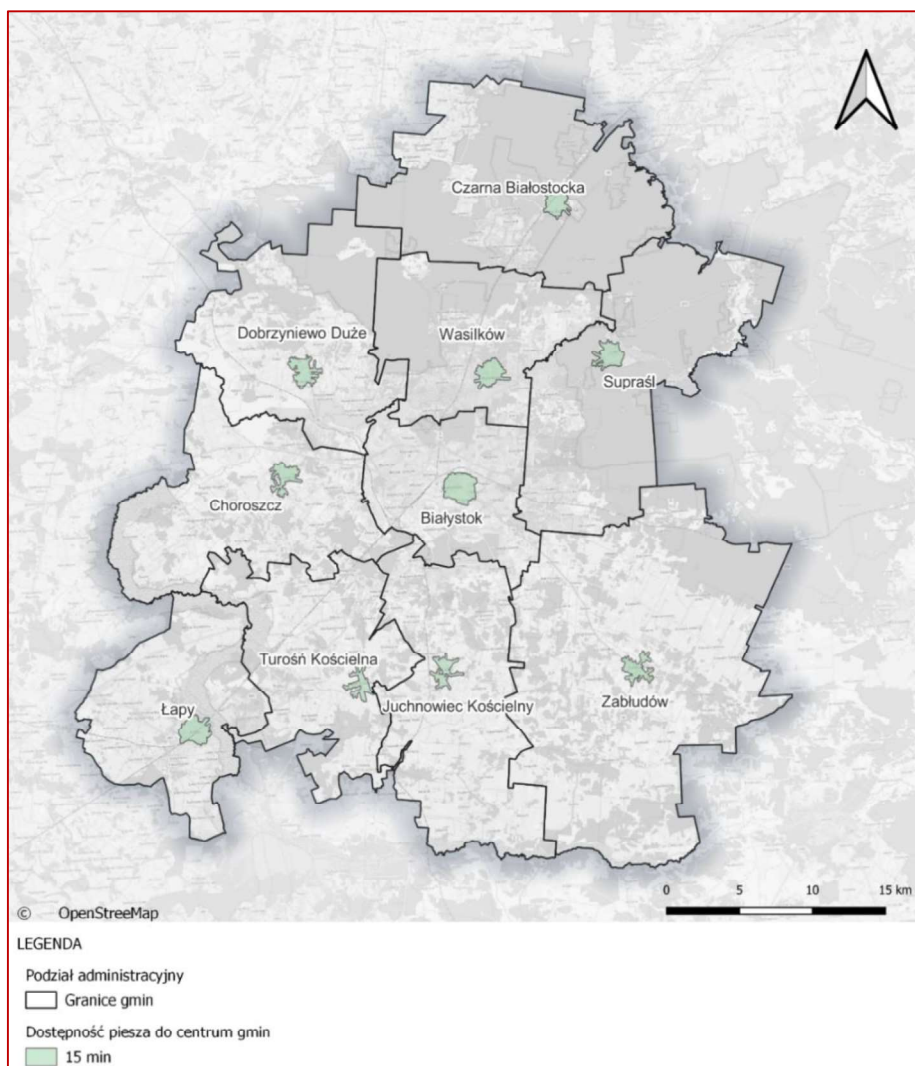 Czarna Białostocka
Dobrzyniewo Duże
Wasilków
Supraśl
Choroszcz
Białystok
Turośń Kościelna
Juchnowiec Kościelny
Zabłudów
Łapy
0 5 10 15 km
© OpenStreetMap
LEGENDA
Podział administracyjny
Granice gmin
Dostępność piesza do centrum gmin
15 min